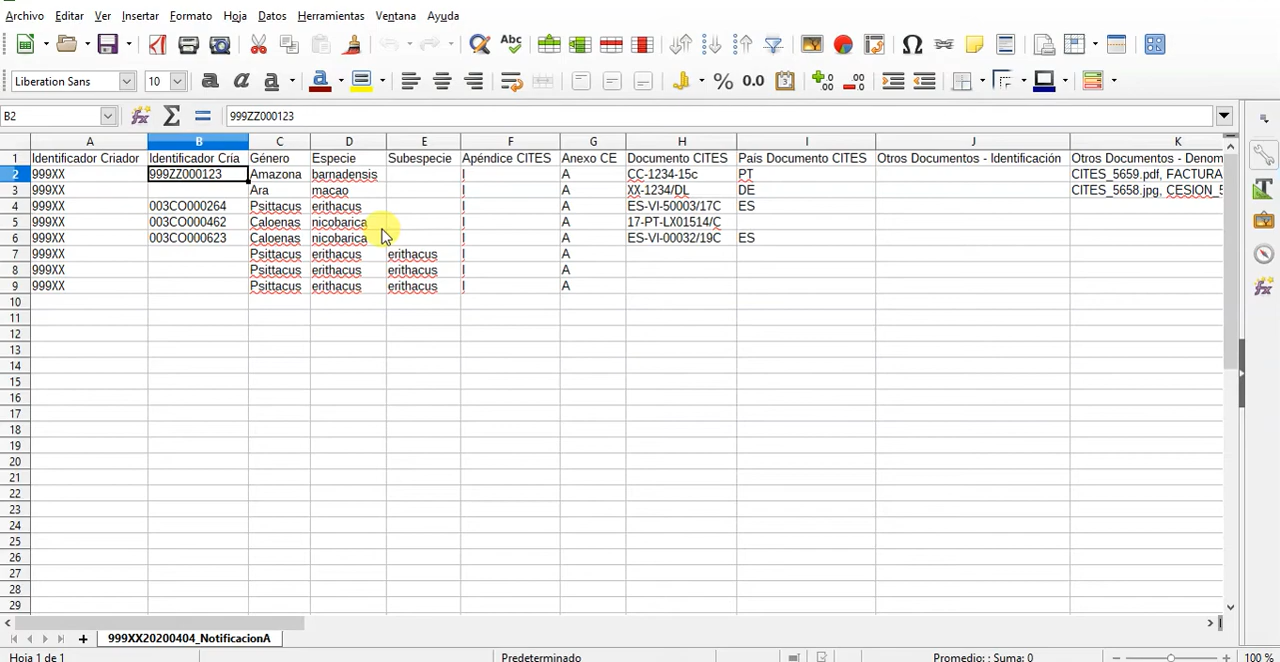 Archivo Editar Ver Insertar Formato Hoja Datos Herramientas Ventana Ayuda
Abc
Liberation Sans 10 a a a a % 0.0
B2 999ZZ000123
A B C D E F G H I J K
1 Identificador Criador Identificador Cría Género Especie Subespecie Apéndice CITES Anexo CE Documento CITES País Documento CITES Otros Documentos - Identificación Otros Documentos - Denom
2 999XX 999ZZ000123 Amazona barnadensis I A CC-1234-15c PT CITES_5659.pdf, FACTURA
3 999XX Ara macao I A XX-1234/DL DE CITES_5658.jpg, CESION_5
4 999XX 003CO000264 Psittacus erithacus I A ES-VI-50003/17C ES
5 999XX 003CO000462 Caloenas nicobarica I A 17-PT-LX01514/C
6 999XX 003CO000623 Caloenas nicobarica I A ES-VI-00032/19C ES
7 999XX Psittacus erithacus erithacus I A
8 999XX Psittacus erithacus erithacus I A
9 999XX Psittacus erithacus erithacus I A
10
11
12
13
14
15
16
17
18
19
20
21
22
23
24
25
26
27
28
29
999XX20200404_NotificacionA
Hoja 1 de 1 Predeterminado Promedio: ; Suma: 0 100 %